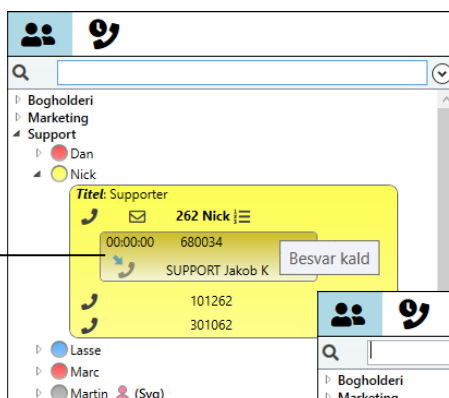 Bogholderi
Marketing
Support
Dan
Nick
Titel: Supporter
262 Nick
00:00:00 680034
SUPPORT Jakob K
Besvar kald
101262
301062
Lasse
Marc
Martin (Syg)
Bogholderi
Marketing